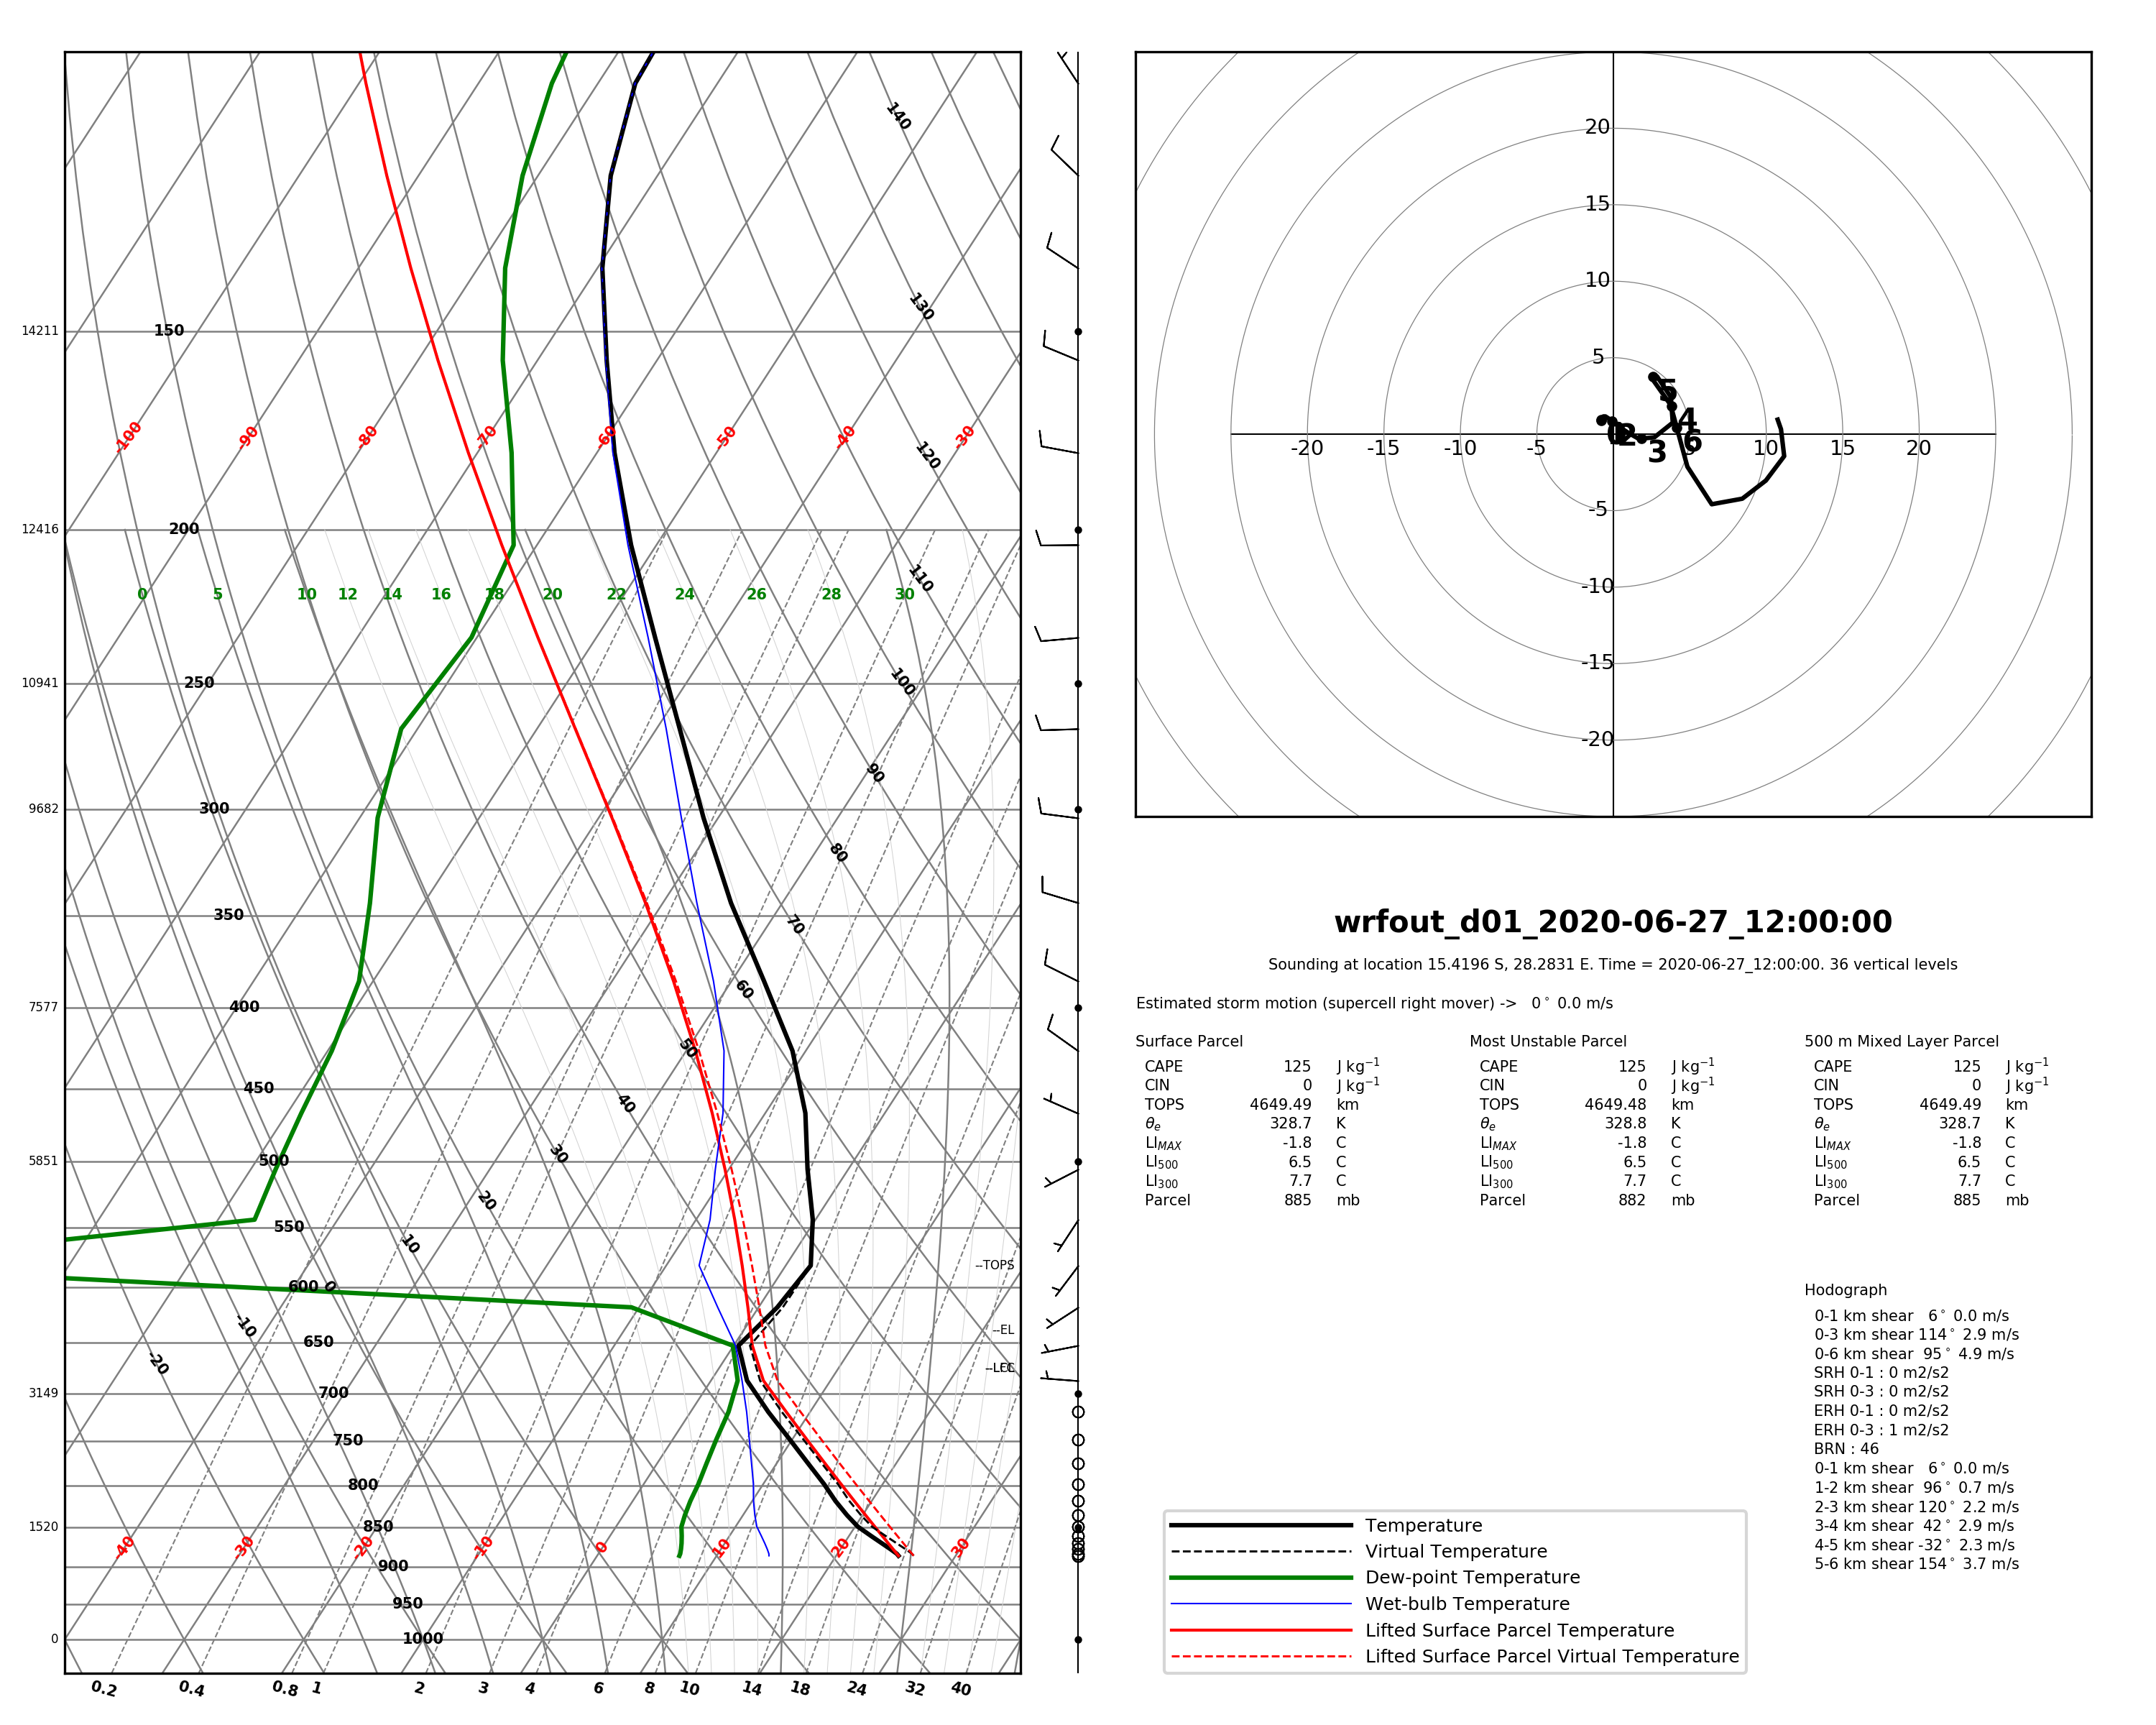 140
130
120
110
100
90
80
70
60
50
40
30
20
10
0
-10
-20
14211 150
-100 -90 -80 -70 -60 -50 -40 -30
12416 200
0 5 10 12 14 16 18 20 22 24 26 28 30
10941 250
9682 300
350
7577 400
450
5851 500
550
--TOPS
600
--EL
650
3149 700
750
800
1520 850
-40 -30 -20 -10 0 10 20 30
900
950
0 1000
0.2 0.4 0.8 1 2 3 4 6 8 10 14 18 24 32 40
20
15
10
5
-20 -15 -10 -5 10 15 20
-5
-10
-15
-20
2 3 4 5 6
wrfout_d01_2020-06-27_12:00:00
Sounding at location 15.4196 S, 28.2831 E. Time = 2020-06-27_12:00:00. 36 vertical levels
Estimated storm motion (supercell right mover) -> 0° 0.0 m/s
Surface Parcel
CAPE 125 J kg⁻¹
CIN 0 J kg⁻¹
TOPS 4649.49 km
θe 328.7 K
LIMAX -1.8 C
LI500 6.5 C
LI300 7.7 C
Parcel 885 mb
Most Unstable Parcel
CAPE 125 J kg⁻¹
CIN 0 J kg⁻¹
TOPS 4649.48 km
θe 328.8 K
LIMAX -1.8 C
LI500 6.5 C
LI300 7.7 C
Parcel 882 mb
500 m Mixed Layer Parcel
CAPE 125 J kg⁻¹
CIN 0 J kg⁻¹
TOPS 4649.49 km
θe 328.7 K
LIMAX -1.8 C
LI500 6.5 C
LI300 7.7 C
Parcel 885 mb
Hodograph
0-1 km shear 6° 0.0 m/s
0-3 km shear 114° 2.9 m/s
0-6 km shear 95° 4.9 m/s
SRH 0-1 : 0 m2/s2
SRH 0-3 : 0 m2/s2
ERH 0-1 : 0 m2/s2
ERH 0-3 : 1 m2/s2
BRN : 46
0-1 km shear 6° 0.0 m/s
1-2 km shear 96° 0.7 m/s
2-3 km shear 120° 2.2 m/s
3-4 km shear 42° 2.9 m/s
4-5 km shear -32° 2.3 m/s
5-6 km shear 154° 3.7 m/s
Temperature
Virtual Temperature
Dew-point Temperature
Wet-bulb Temperature
Lifted Surface Parcel Temperature
Lifted Surface Parcel Virtual Temperature